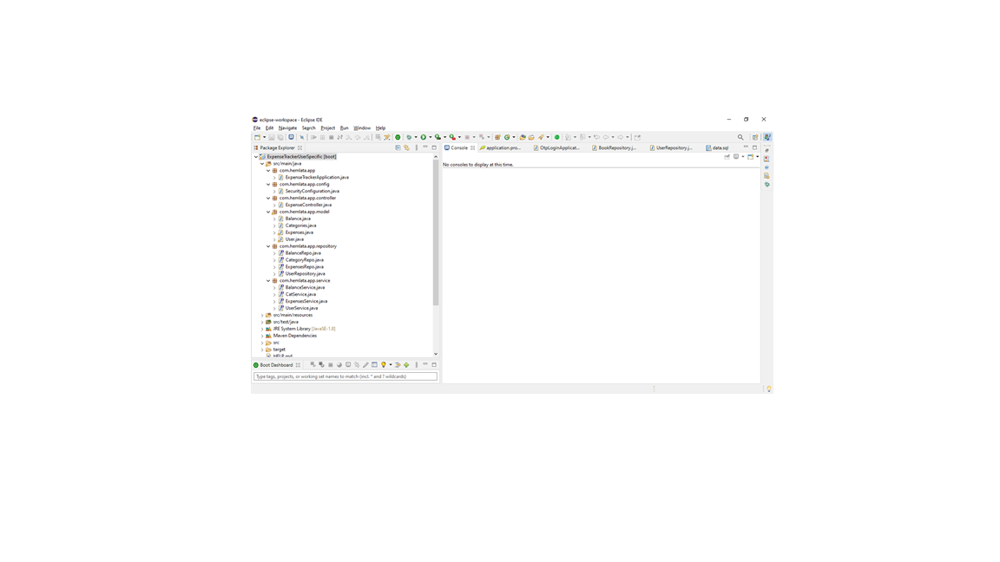 eclipse-workspace - Eclipse IDE
File Edit Navigate Search Project Run Window Help
Package Explorer
ExpenseTrackerUserSpecific [boot]
src/main/java
com.hemlata.app
ExpenseTrackerApplication.java
com.hemlata.app.config
SecurityConfiguration.java
com.hemlata.app.controller
ExpenseController.java
com.hemlata.app.model
Balance.java
Categories.java
Expenses.java
User.java
com.hemlata.app.repository
BalanceRepo.java
CategoryRepo.java
ExpensesRepo.java
UserRepository.java
com.hemlata.app.service
BalanceService.java
CatService.java
ExpensesService.java
UserService.java
src/main/resources
src/test/java
JRE System Library [JavaSE-1.8]
Maven Dependencies
src
target
HELP.md
Boot Dashboard
Type tags, projects, or working set names to match (incl. * and ? wildcards)
Console application.pro... OtpLoginApplicat... BookRepository.j... UserRepository.j... data.sql
No consoles to display at this time.